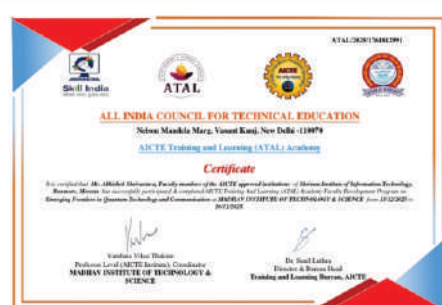 ATAL/2025/1761812991
Skill India
ATAL
AICTE
ALL INDIA COUNCIL FOR TECHNICAL EDUCATION
Nelson Mandela Marg, Vasant Kunj, New Delhi -110070
AICTE Training and Learning (ATAL) Academy
Certificate
It is certified that Mr. Abhishek Shrivastava, Faculty members of the AICTE approved institutions of Shriram Institute of Information Technology,
Banmore, Morena has successfully participated & completed AICTE Training And Learning (ATAL) Academy Faculty Development Program on
Emerging Frontiers in Quantum Technology and Communication at MADHAV INSTITUTE OF TECHNOLOGY & SCIENCE from
Vandana Vikas Thakare
Professor Level (AICTE Institute), Coordinator
MADHAV INSTITUTE OF TECHNOLOGY &
SCIENCE
Dr. Sunil Luthra
Director & Bureau Head
Training and Learning Bureau, AICTE